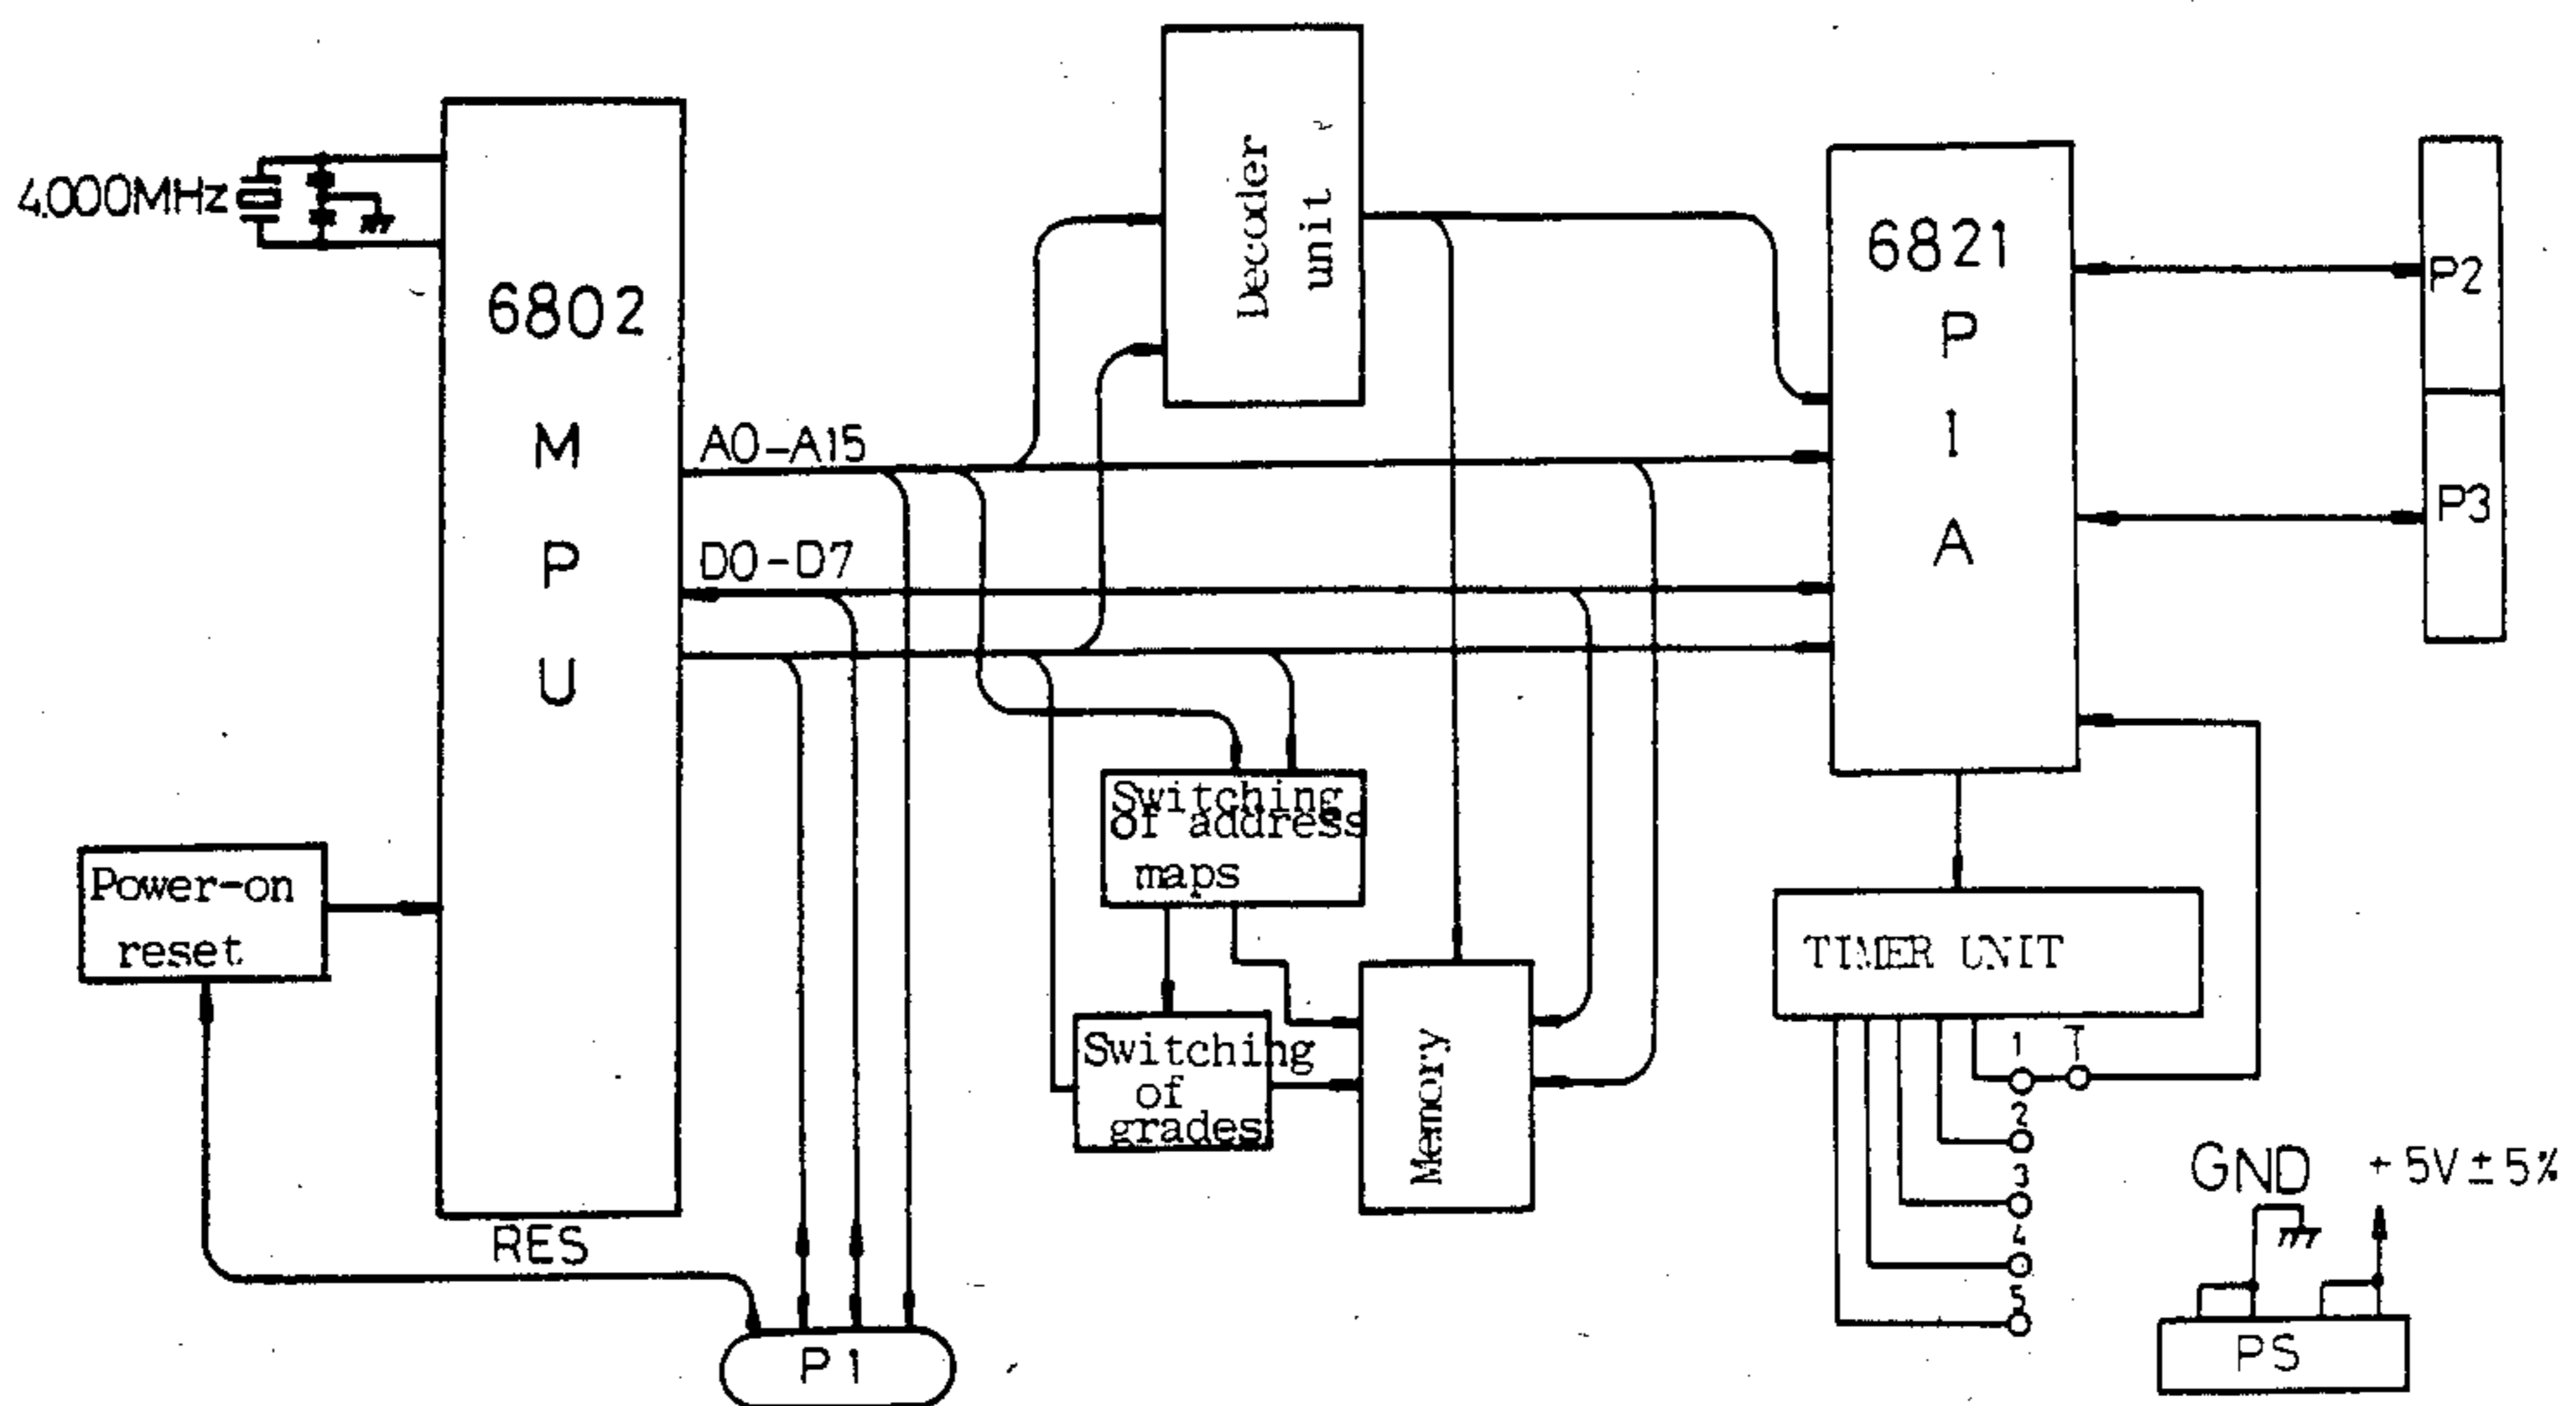 4.000MHz
6802
M
P
U
Power-on
reset
RES
P1
A0-A15
D0-D7
Decoder
unit
Switching
of address
maps
Switching
of
grades
Memory
6821
P
I
A
P2
P3
TIMER UNIT
1 T
2
3
4
5
GND +5V±5%
PS